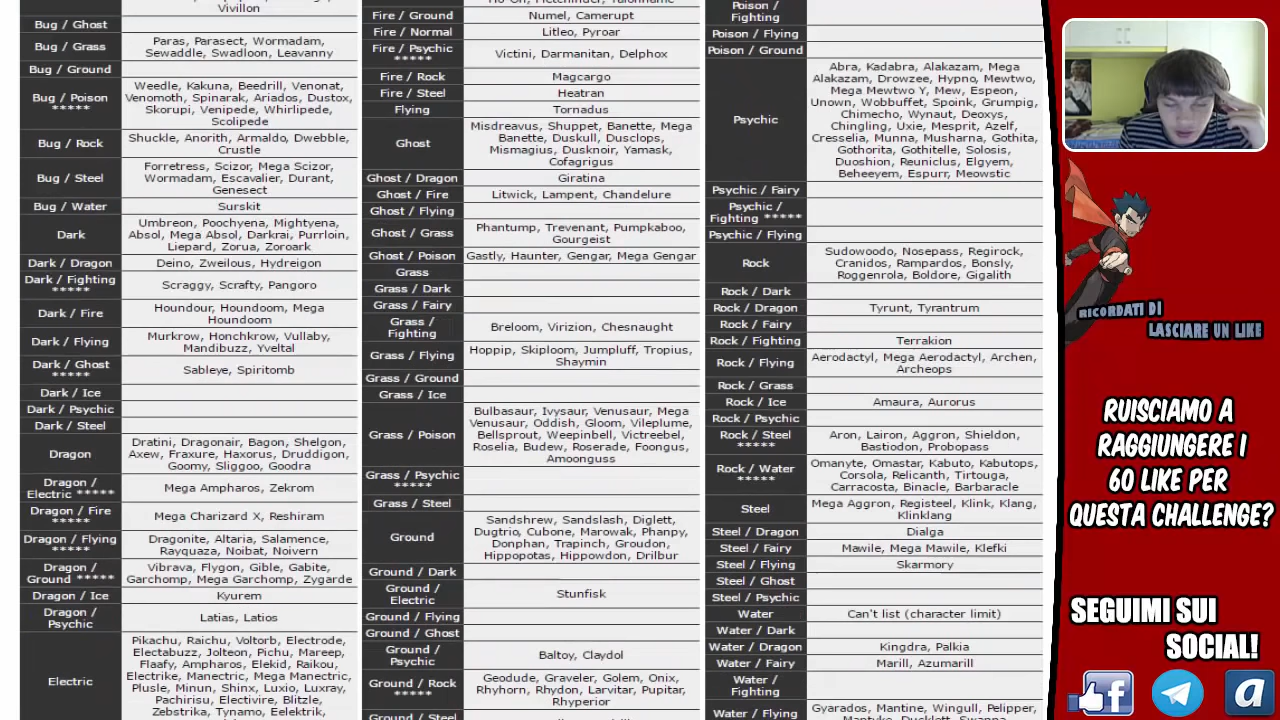 Vivillon
Bug / Ghost
Bug / Grass
Paras, Parasect, Wormadam,
Sewaddle, Swadloon, Leavanny
Bug / Ground
Bug / Poison
*****
Weedle, Kakuna, Beedrill, Venonat,
Venomoth, Spinarak, Ariados, Dustox,
Skorupi, Venipede, Whirlipede,
Scolipede
Bug / Rock
Shuckle, Anorith, Armaldo, Dwebble,
Crustle
Bug / Steel
Forretress, Scizor, Mega Scizor,
Wormadam, Escavalier, Durant,
Genesect
Bug / Water
Surskit
Dark
Umbreon, Poochyena, Mightyena,
Absol, Mega Absol, Darkrai, Purrloin,
Liepard, Zorua, Zoroark
Dark / Dragon
Deino, Zweilous, Hydreigon
Dark / Fighting
*****
Scraggy, Scrafty, Pangoro
Dark / Fire
Houndour, Houndoom, Mega
Houndoom
Dark / Flying
Murkrow, Honchkrow, Vullaby,
Mandibuzz, Yveltal
Dark / Ghost
*****
Sableye, Spiritomb
Dark / Ice
Dark / Psychic
Dark / Steel
Dragon
Dratini, Dragonair, Bagon, Shelgon,
Axew, Fraxure, Haxorus, Druddigon,
Goomy, Sliggoo, Goodra
Dragon /
Electric *****
Mega Ampharos, Zekrom
Dragon / Fire
*****
Mega Charizard X, Reshiram
Dragon / Flying
*****
Dragonite, Altaria, Salamence,
Rayquaza, Noibat, Noivern
Dragon /
Ground *****
Vibrava, Flygon, Gible, Gabite,
Garchomp, Mega Garchomp, Zygarde
Dragon / Ice
Kyurem
Dragon /
Psychic
Latias, Latios
Electric
Pikachu, Raichu, Voltorb, Electrode,
Electabuzz, Jolteon, Pichu, Mareep,
Flaafy, Ampharos, Elekid, Raikou,
Electrike, Manectric, Mega Manectric,
Plusle, Minun, Shinx, Luxio, Luxray,
Pachirisu, Electivire, Blitzle,
Zebstrika, Tynamo, Eelektrik,
Fire / Ground
Numel, Camerupt
Fire / Normal
Litleo, Pyroar
Fire / Psychic
*****
Victini, Darmanitan, Delphox
Fire / Rock
Magcargo
Fire / Steel
Heatran
Flying
Tornadus
Ghost
Misdreavus, Shuppet, Banette, Mega
Banette, Duskull, Dusclops,
Mismagius, Dusknoir, Yamask,
Cofagrigus
Ghost / Dragon
Giratina
Ghost / Fire
Litwick, Lampent, Chandelure
Ghost / Flying
Ghost / Grass
Phantump, Trevenant, Pumpkaboo,
Gourgeist
Ghost / Poison
Gastly, Haunter, Gengar, Mega Gengar
Grass
Grass / Dark
Grass / Fairy
Grass /
Fighting
Breloom, Virizion, Chesnaught
Grass / Flying
Hoppip, Skiploom, Jumpluff, Tropius,
Shaymin
Grass / Ground
Grass / Ice
Grass / Poison
Bulbasaur, Ivysaur, Venusaur, Mega
Venusaur, Oddish, Gloom, Vileplume,
Bellsprout, Weepinbell, Victreebel,
Roselia, Budew, Roserade, Foongus,
Amoonguss
Grass / Psychic
*****
Grass / Steel
Ground
Sandshrew, Sandslash, Diglett,
Dugtrio, Cubone, Marowak, Phanpy,
Donphan, Trapinch, Groudon,
Hippopotas, Hippowdon, Drilbur
Ground / Dark
Ground /
Electric
Stunfisk
Ground / Flying
Ground / Ghost
Ground /
Psychic
Baltoy, Claydol
Ground / Rock
*****
Geodude, Graveler, Golem, Onix,
Rhyhorn, Rhydon, Larvitar, Pupitar,
Rhyperior
Ground / Steel
Poison /
Fighting
Poison / Flying
Poison / Ground
Psychic
Abra, Kadabra, Alakazam, Mega
Alakazam, Drowzee, Hypno, Mewtwo,
Mega Mewtwo Y, Mew, Espeon,
Unown, Wobbuffet, Spoink, Grumpig,
Chimecho, Wynaut, Deoxys,
Chingling, Uxie, Mesprit, Azelf,
Cresselia, Munna, Musharna, Gothita,
Gothorita, Gothitelle, Solosis,
Duoshion, Reuniclus, Elgyem,
Beheeyem, Espurr, Meowstic
Psychic / Fairy
Psychic /
Fighting *****
Psychic / Flying
Rock
Sudowoodo, Nosepass, Regirock,
Cranidos, Rampardos, Bonsly,
Roggenrola, Boldore, Gigalith
Rock / Dark
Rock / Dragon
Tyrunt, Tyrantrum
Rock / Fairy
Rock / Fighting
Terrakion
Rock / Flying
Aerodactyl, Mega Aerodactyl, Archen,
Archeops
Rock / Grass
Rock / Ice
Amaura, Aurorus
Rock / Psychic
Rock / Steel
*****
Aron, Lairon, Aggron, Shieldon,
Bastiodon, Probopass
Rock / Water
*****
Omanyte, Omastar, Kabuto, Kabutops,
Corsola, Relicanth, Tirtouga,
Carracosta, Binacle, Barbaracle
Steel
Mega Aggron, Registeel, Klink, Klang,
Klinklang
Steel / Dragon
Dialga
Steel / Fairy
Mawile, Mega Mawile, Klefki
Steel / Flying
Skarmory
Steel / Ghost
Steel / Psychic
Water
Can't list (character limit)
Water / Dark
Water / Dragon
Kingdra, Palkia
Water / Fairy
Marill, Azumarill
Water /
Fighting
Water / Flying
Gyarados, Mantine, Wingull, Pelipper,
RICORDATI DI
LASCIARE UN LIKE
RUISCIAMO A
RAGGIUNGERE I
60 LIKE PER
QUESTA CHALLENGE?
SEGUIMI SUI
SOCIAL!
f
a